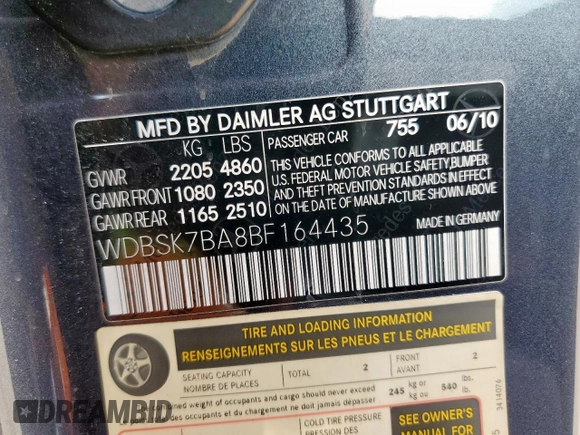 MFD BY DAIMLER AG STUTTGART
KG LBS
PASSENGER CAR 755 06/10
GVWR 2205 4860
GAWR FRONT 1080 2350
GAWR REAR 1165 2510
THIS VEHICLE CONFORMS TO ALL APPLICABLE
U.S. FEDERAL MOTOR VEHICLE SAFETY, BUMPER
AND THEFT PREVENTION STANDARDS IN EFFECT
ON THE DATE OF MANUFACTURE SHOWN ABOVE.
WDBSK7BA8BF164435
MADE IN GERMANY
TIRE AND LOADING INFORMATION
RENSEIGNEMENTS SUR LES PNEUS ET LE CHARGEMENT
SEATING CAPACITY
NOMBRE DE PLACES
TOTAL 2
FRONT
AVANT 2
weight of occupants and cargo should never exceed
des occupants et du chargement ne doit jamais dépasser
245 kg or
kg ou
540 lbs.
lb.
COLD TIRE PRESSURE
SEE OWNER'S
MANUAL FOR
3414076
DREAMBID